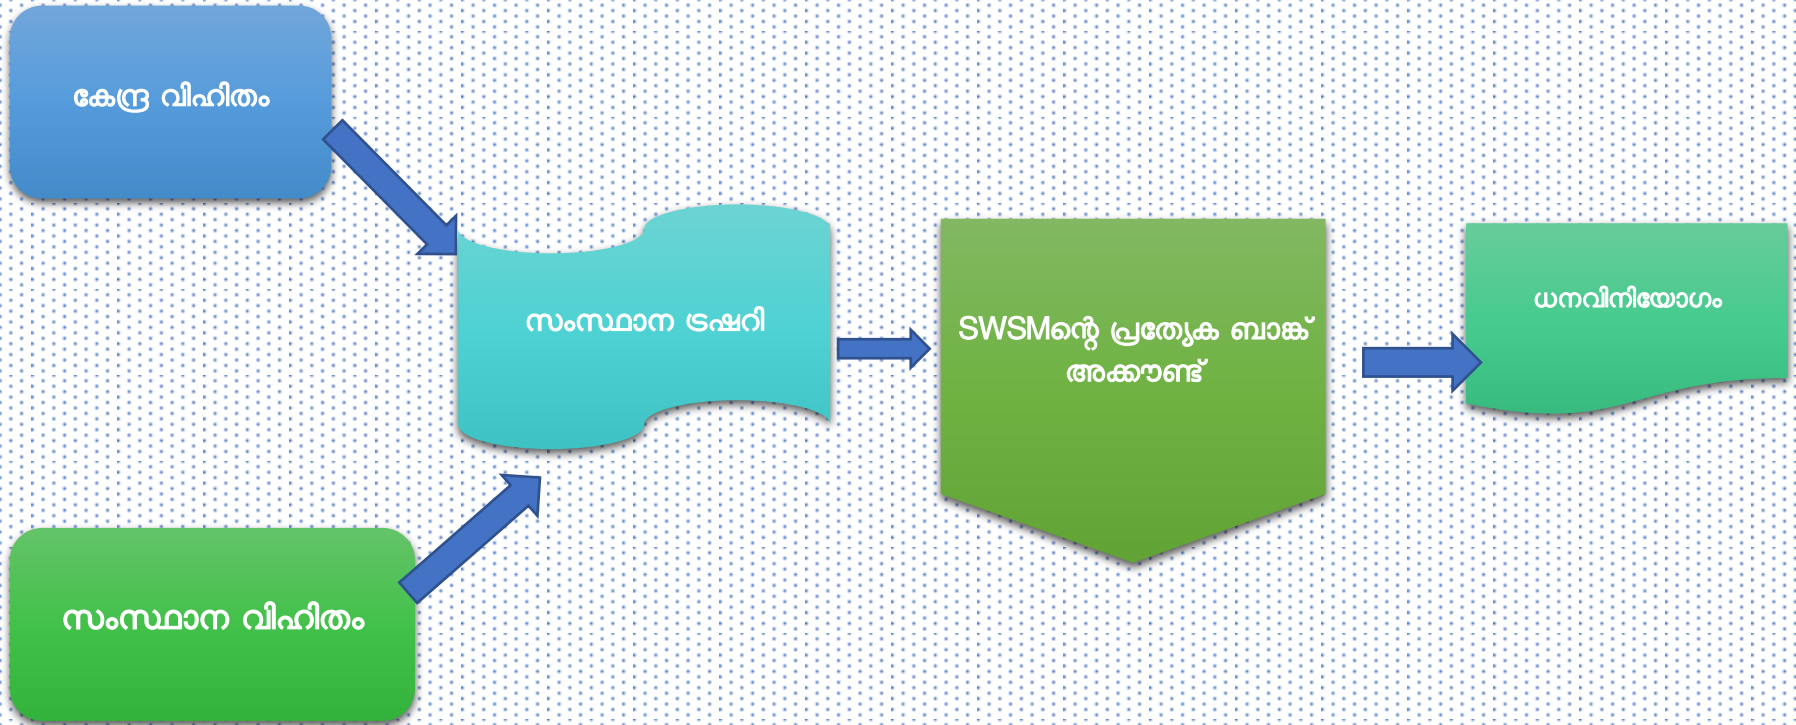 കേന്ദ്ര വിഹിതം
സംസ്ഥാന ട്രഷറി
SWSMന്റെ പ്രത്യേക ബാങ്ക്
അക്കൗണ്ട്
ധനവിനിയോഗം
സംസ്ഥാന വിഹിതം